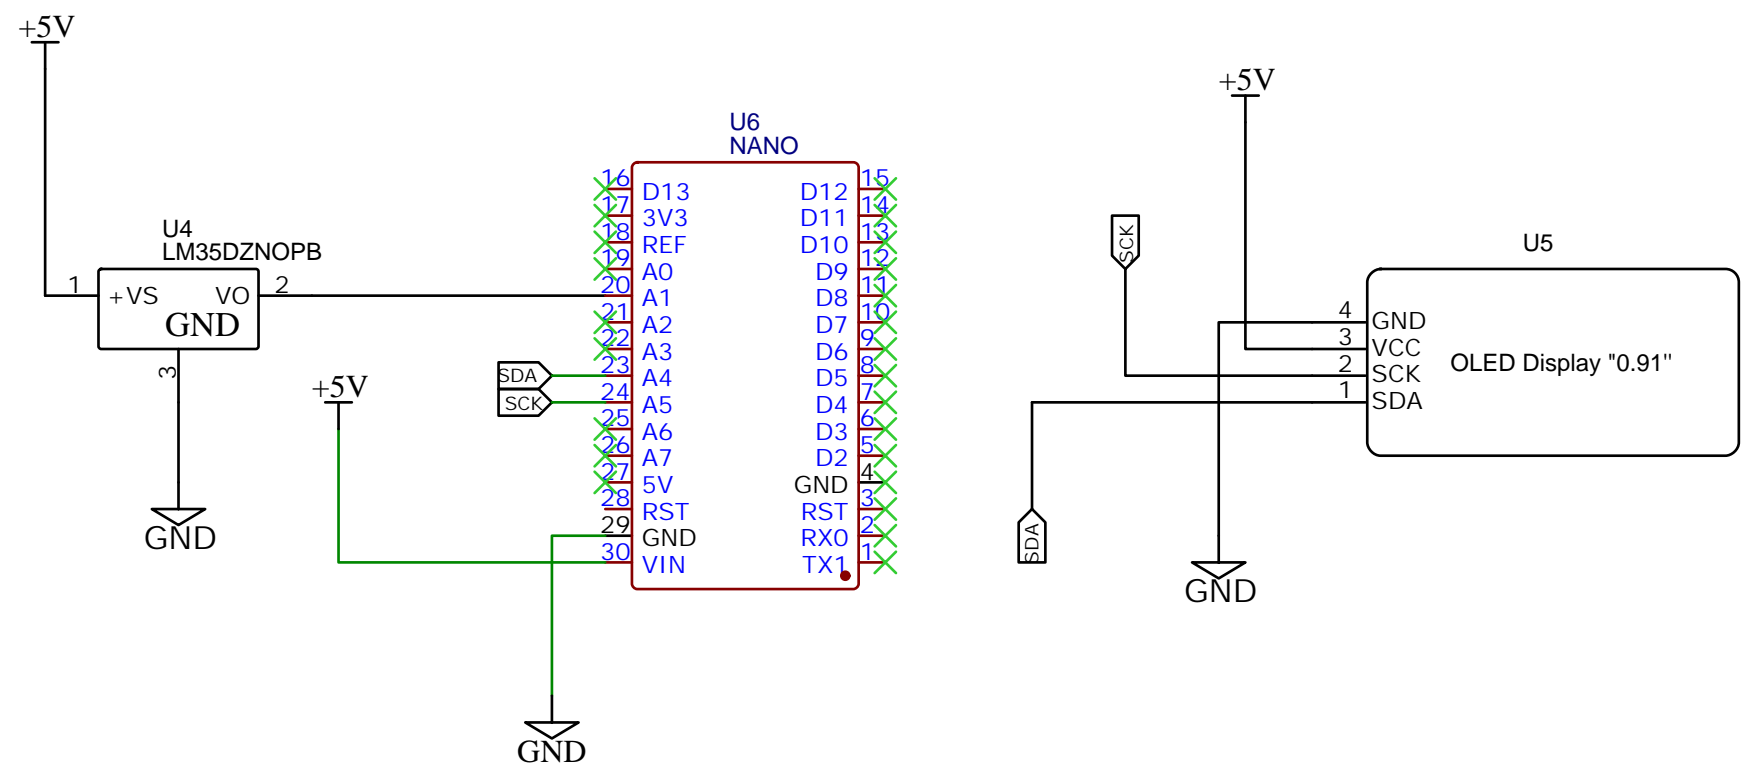 +5V
U4
LM35DZNOPB
1
+VS
VO
2
GND
3
GND
+5V
SDA
SCK
GND
U6
NANO
16 D13
17 3V3
18 REF
19 A0
20 A1
21 A2
22 A3
23 A4
24 A5
25 A6
26 A7
27 5V
28 RST
29 GND
30 VIN
D12 15
D11 14
D10 13
D9 12
D8 11
D7 10
D6 9
D5 8
D4 7
D3 6
D2 5
GND 4
RST 3
RX0 2
TX1 1
+5V
SCK
SDA
GND
U5
4 GND
3 VCC
2 SCK
1 SDA
OLED Display "0.91"